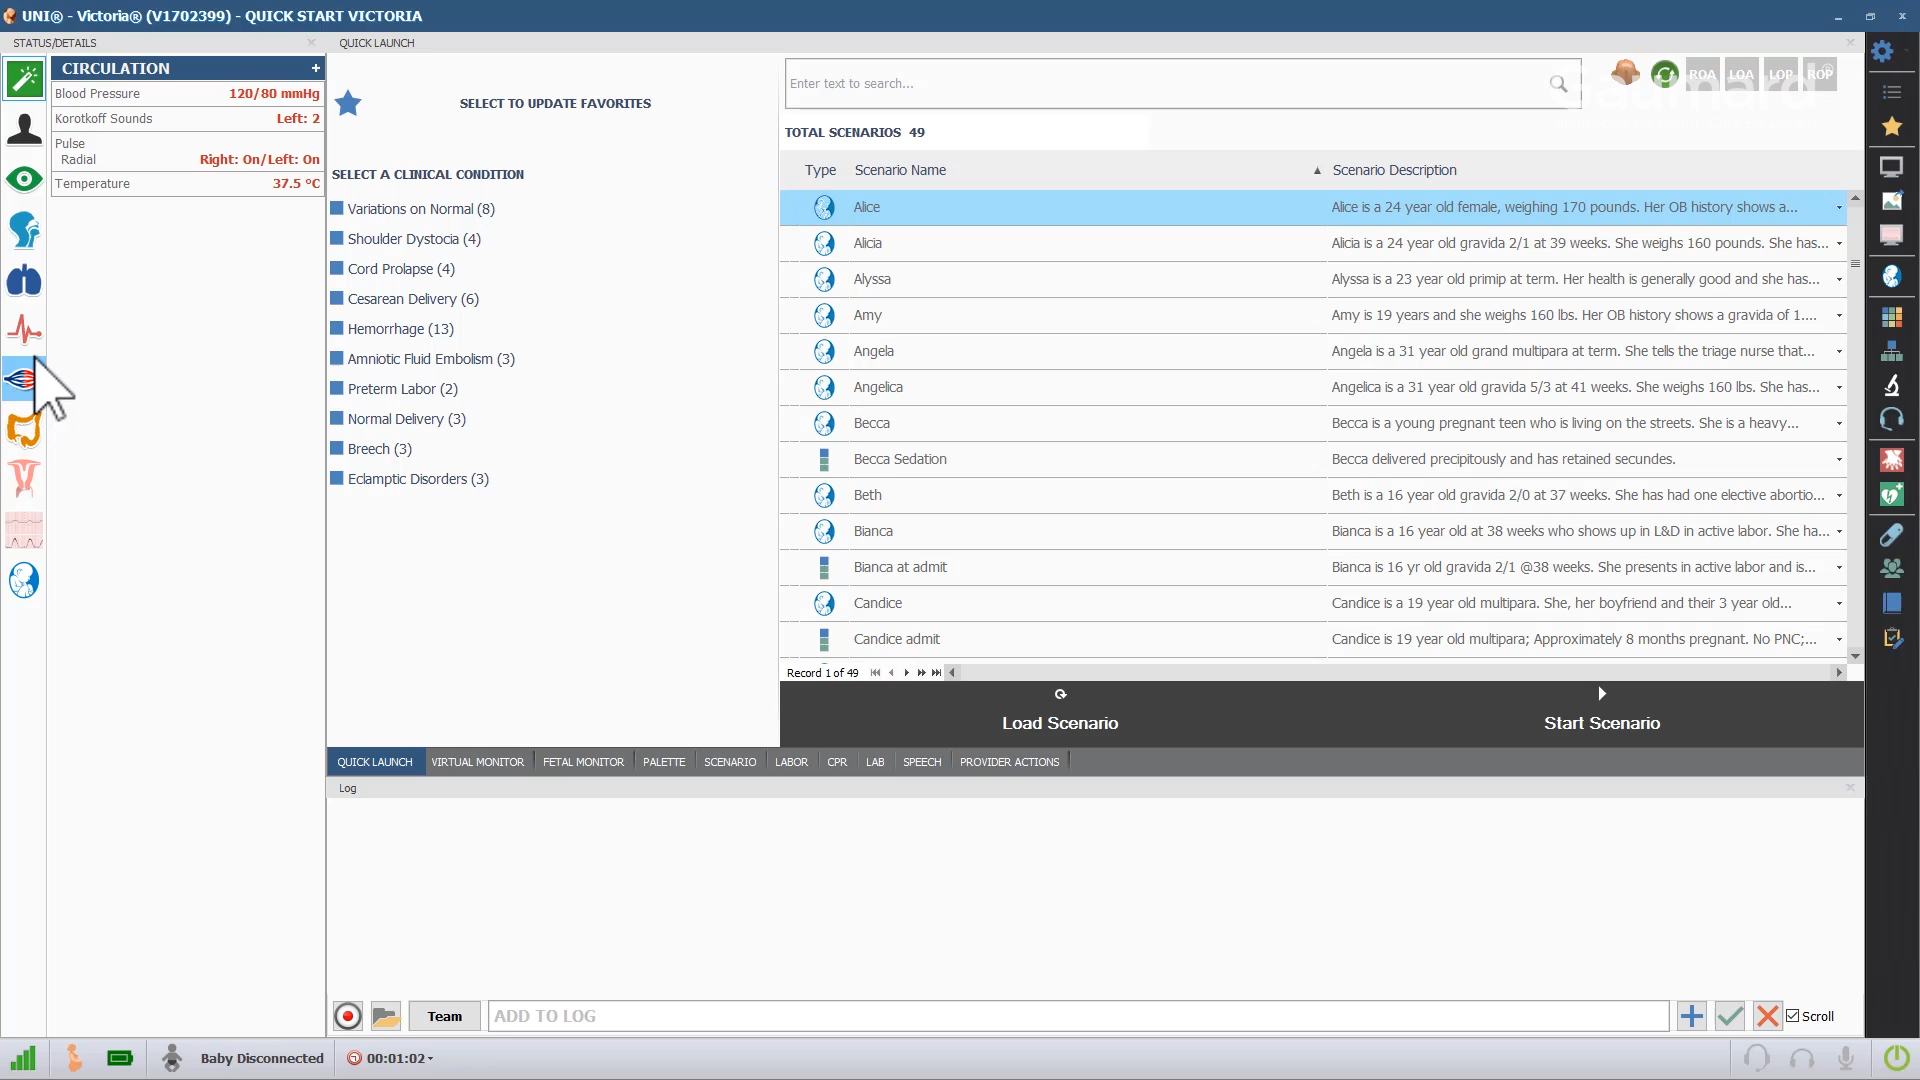 UNI® - Victoria® (V1702399) - QUICK START VICTORIA
STATUS/DETAILS
QUICK LAUNCH
CIRCULATION +
Blood Pressure 120/80 mmHg
Korotkoff Sounds Left: 2
Pulse
Radial Right: On/Left: On
Temperature 37.5 °C
SELECT TO UPDATE FAVORITES
SELECT A CLINICAL CONDITION
Variations on Normal (8)
Shoulder Dystocia (4)
Cord Prolapse (4)
Cesarean Delivery (6)
Hemorrhage (13)
Amniotic Fluid Embolism (3)
Preterm Labor (2)
Normal Delivery (3)
Breech (3)
Eclamptic Disorders (3)
Enter text to search...
ROA LOA LOP ROP
Gaumard®
TOTAL SCENARIOS 49
Type Scenario Name Scenario Description
Alice Alice is a 24 year old female, weighing 170 pounds. Her OB history shows a...
Alicia Alicia is a 24 year old gravida 2/1 at 39 weeks. She weighs 160 pounds. She has...
Alyssa Alyssa is a 23 year old primip at term. Her health is generally good and she has...
Amy Amy is 19 years and she weighs 160 lbs. Her OB history shows a gravida of 1....
Angela Angela is a 31 year old grand multipara at term. She tells the triage nurse that...
Angelica Angelica is a 31 year old gravida 5/3 at 41 weeks. She weighs 160 lbs. She has...
Becca Becca is a young pregnant teen who is living on the streets. She is a heavy...
Becca Sedation Becca delivered precipitously and has retained secundes.
Beth Beth is a 16 year old gravida 2/0 at 37 weeks. She has had one elective abortio...
Bianca Bianca is a 16 year old at 38 weeks who shows up in L&D in active labor. She ha...
Bianca at admit Bianca is 16 yr old gravida 2/1 @38 weeks. She presents in active labor and is...
Candice Candice is a 19 year old multipara. She, her boyfriend and their 3 year old...
Candice admit Candice is 19 year old multipara; Approximately 8 months pregnant. No PNC;...
Record 1 of 49
Load Scenario
Start Scenario
QUICK LAUNCH VIRTUAL MONITOR FETAL MONITOR PALETTE SCENARIO LABOR CPR LAB SPEECH PROVIDER ACTIONS
Log
Team
ADD TO LOG
Scroll
Baby Disconnected
00:01:02